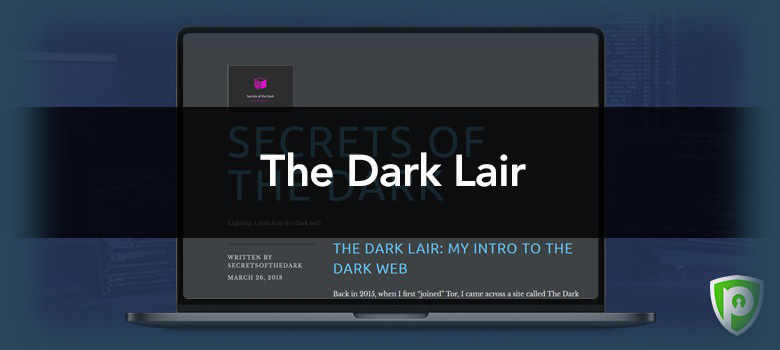 Secrets of the Dark
SECRETS OF
THE DARK
The Dark Lair
Lighting a match in the dark web
WRITTEN BY
SECRETSOFTHEDARK
MARCH 26, 2018
THE DARK LAIR: MY INTRO TO THE
DARK WEB
Back in 2015, when I first “joined” Tor, I came across a site called The Dark